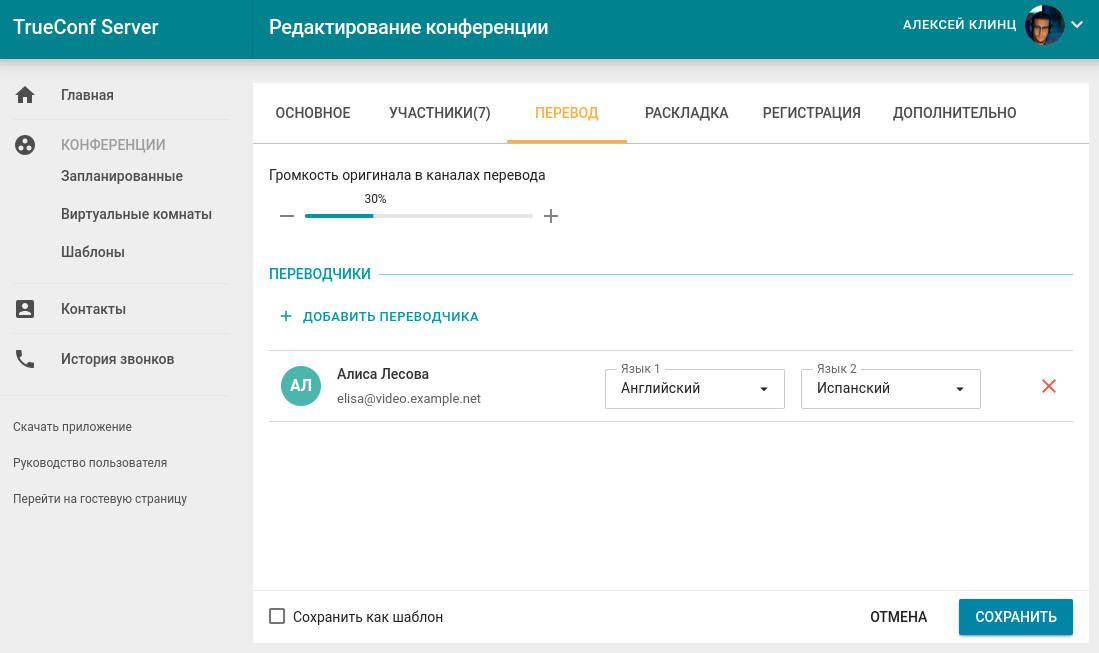 TrueConf Server
Редактирование конференции
АЛЕКСЕЙ КЛИНЦ
Главная
КОНФЕРЕНЦИИ
Запланированные
Виртуальные комнаты
Шаблоны
Контакты
История звонков
Скачать приложение
Руководство пользователя
Перейти на гостевую страницу
ОСНОВНОЕ УЧАСТНИКИ(7) ПЕРЕВОД РАСКЛАДКА РЕГИСТРАЦИЯ ДОПОЛНИТЕЛЬНО
Громкость оригинала в каналах перевода
30%
ПЕРЕВОДЧИКИ
+ ДОБАВИТЬ ПЕРЕВОДЧИКА
АЛ
Алиса Лесова
elisa@video.example.net
Язык 1
Английский
Язык 2
Испанский
Сохранить как шаблон
ОТМЕНА
СОХРАНИТЬ